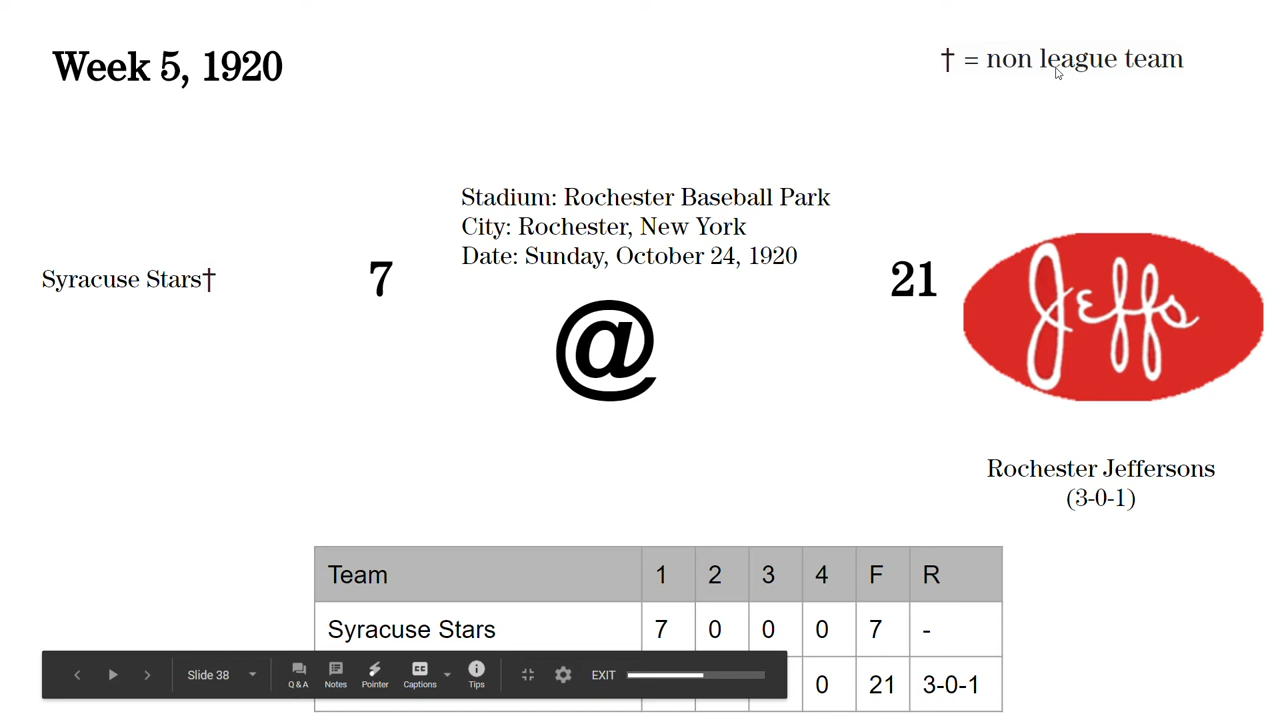 Week 5, 1920
† = non league team
Stadium: Rochester Baseball Park
City: Rochester, New York
Date: Sunday, October 24, 1920
Syracuse Stars†
7
21
@
Jeffs
Rochester Jeffersons
(3-0-1)
Team 1 2 3 4 F R
Syracuse Stars 7 0 0 0 7 -
0 21 3-0-1
Slide 38 Q & A Notes Pointer Captions Tips EXIT